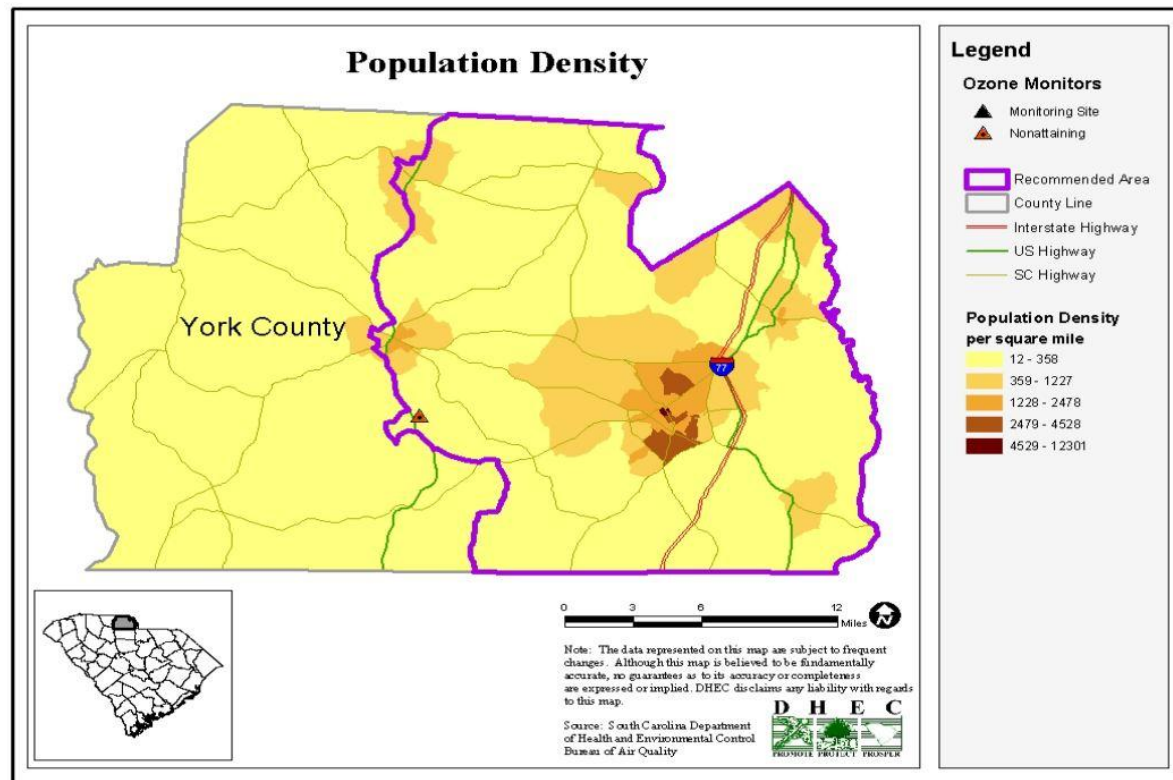 Population Density
York County
77
0 3 6 12
Miles
N
Note: The data represented on this map are subject to frequent
changes. Although this map is believed to be fundamentally
accurate, no guarantees as to its accuracy or completeness
are expressed or implied. DHEC disclaims any liability with regards
to this map.
Source: South Carolina Department
of Health and Environmental Control
Bureau of Air Quality
D H E C
PROMOTE PROTECT PROSPER
Legend
Ozone Monitors
Monitoring Site
Nonattaining
Recommended Area
County Line
Interstate Highway
US Highway
SC Highway
Population Density
per square mile
12 - 358
359 - 1227
1228 - 2478
2479 - 4528
4529 - 12301